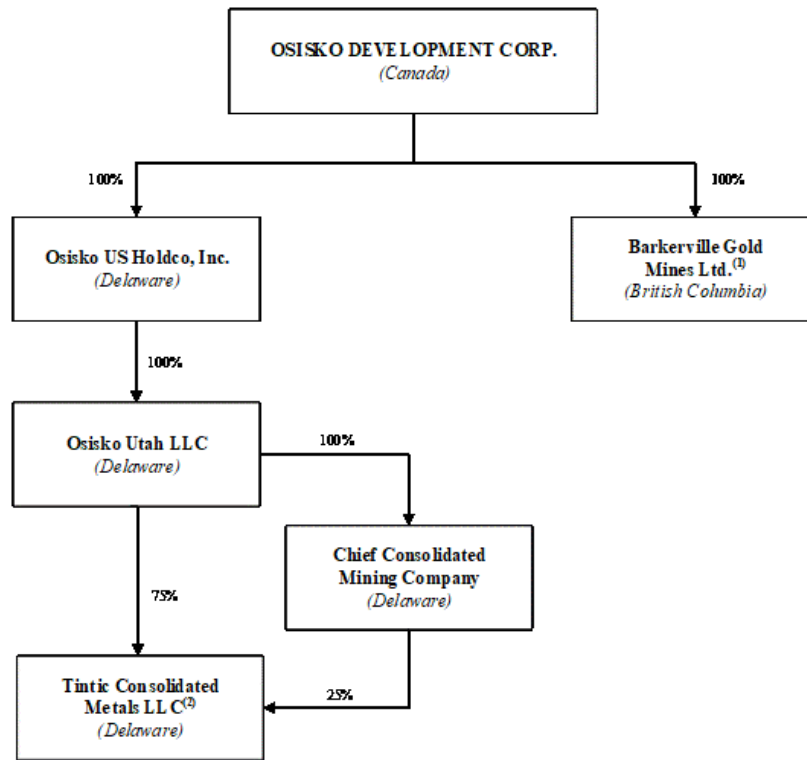 OSISKO DEVELOPMENT CORP.
(Canada)
100%
100%
Osisko US Holdco, Inc.
(Delaware)
Barkerville Gold
Mines Ltd.(1)
(British Columbia)
100%
Osisko Utah LLC
(Delaware)
100%
Chief Consolidated
Mining Company
(Delaware)
75%
Tintic Consolidated
Metals LLC(2)
(Delaware)
25%